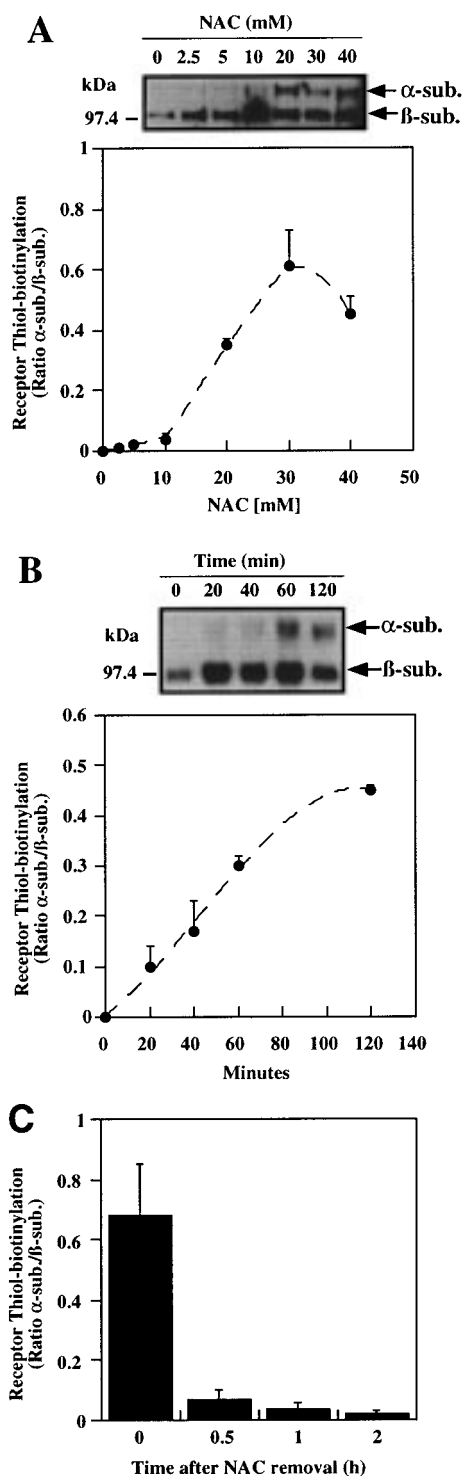 A
NAC (mM)
0 2.5 5 10 20 30 40
kDa
α-sub.
97.4
ß-sub.
Receptor Thiol-biotinylation
(Ratio α-sub./ß-sub.)
1
0.8
0.6
0.4
0.2
0
0 10 20 30 40 50
NAC [mM]
B
Time (min)
0 20 40 60 120
kDa
α-sub.
97.4
ß-sub.
Receptor Thiol-biotinylation
(Ratio α-sub./ß-sub.)
0.6
0.5
0.4
0.3
0.2
0.1
0
0 20 40 60 80 100 120 140
Minutes
C
Receptor Thiol-biotinylation
(Ratio α-sub./ß-sub.)
1
0.8
0.6
0.4
0.2
0
0 0.5 1 2
Time after NAC removal (h)